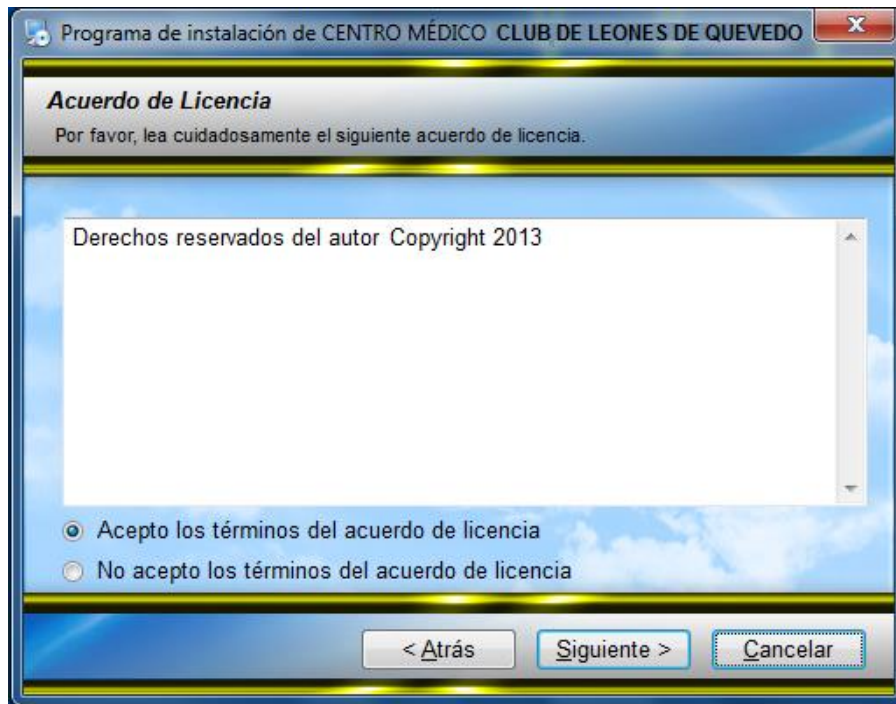 Programa de instalación de CENTRO MÉDICO CLUB DE LEONES DE QUEVEDO
Acuerdo de Licencia
Por favor, lea cuidadosamente el siguiente acuerdo de licencia.
Derechos reservados del autor Copyright 2013
Acepto los términos del acuerdo de licencia
No acepto los términos del acuerdo de licencia
< Atrás Siguiente > Cancelar